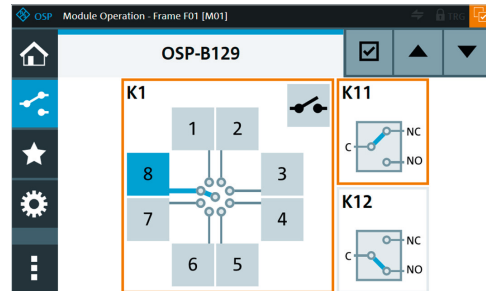 OSP Module Operation - Frame F01 [M01] TRG
OSP-B129
K1
1 2
8 3
7 4
6 5
K11
NC
C
NO
K12
NC
C
NO